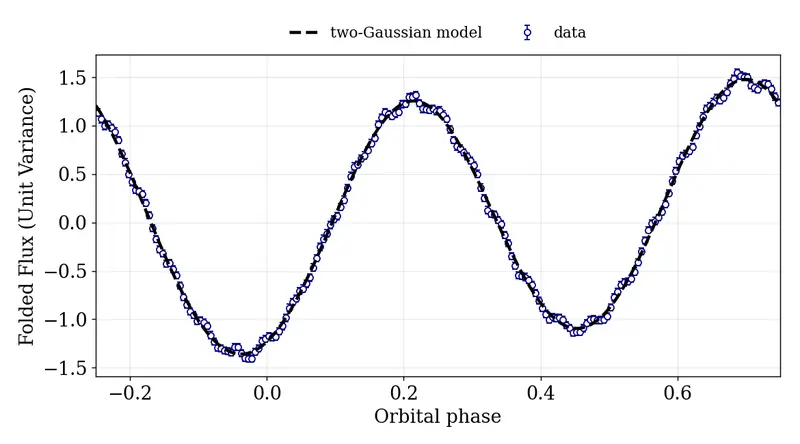 two-Gaussian model
data
Folded Flux (Unit Variance)
1.5
1.0
0.5
0.0
−0.5
−1.0
−1.5
−0.2 0.0 0.2 0.4 0.6
Orbital phase